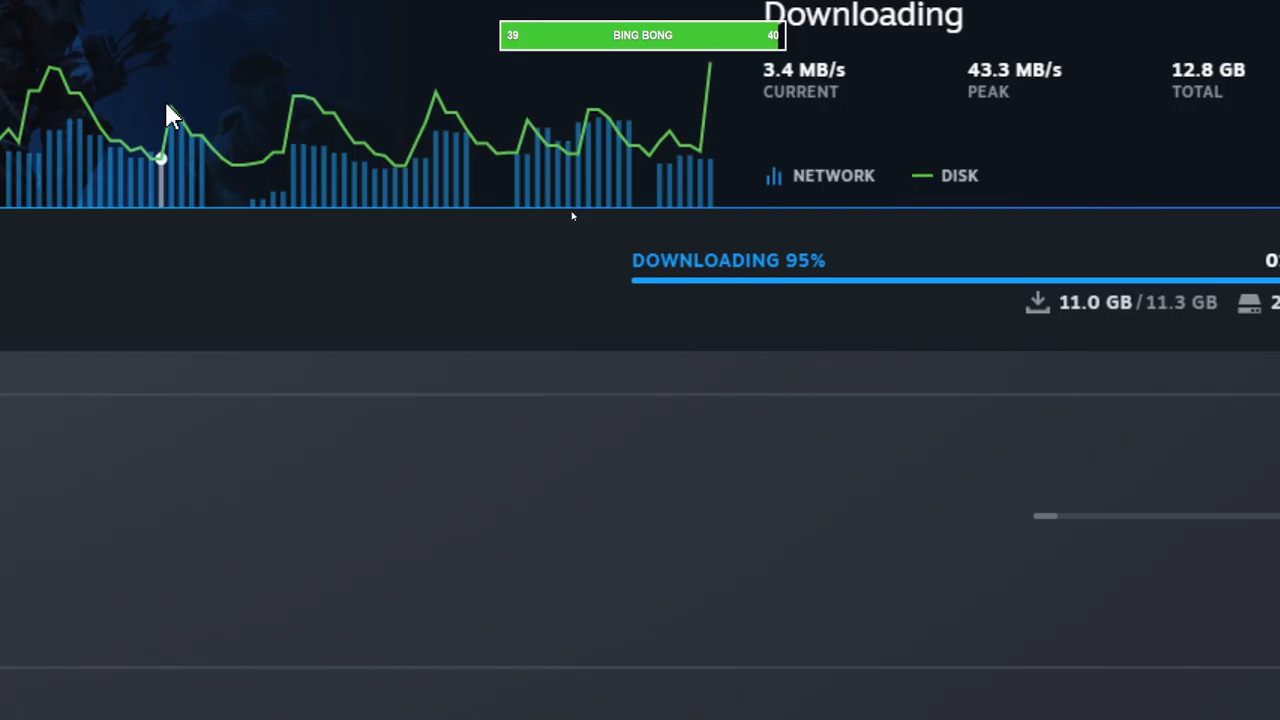 Downloading
39 BING BONG 40
3.4 MB/s 43.3 MB/s 12.8 GB
CURRENT PEAK TOTAL
NETWORK DISK
DOWNLOADING 95%
11.0 GB / 11.3 GB